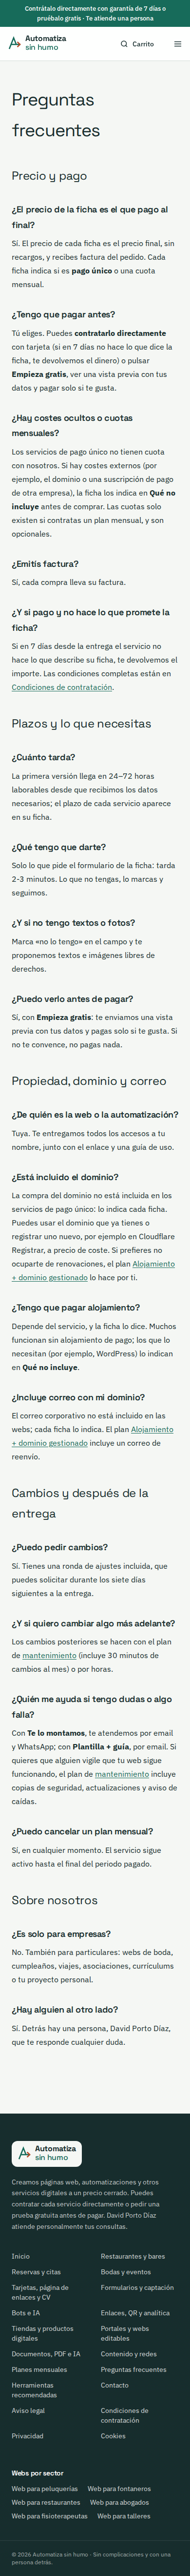 Contrátalo directamente con garantía de 7 días o
pruébalo gratis · Te atiende una persona
Automatiza
sin humo
Carrito
Preguntas
frecuentes
Precio y pago
¿El precio de la ficha es el que pago al
final?
Sí. El precio de cada ficha es el precio final, sin
recargos, y recibes factura del pedido. Cada
ficha indica si es pago único o una cuota
mensual.
¿Tengo que pagar antes?
Tú eliges. Puedes contratarlo directamente
con tarjeta (si en 7 días no hace lo que dice la
ficha, te devolvemos el dinero) o pulsar
Empieza gratis, ver una vista previa con tus
datos y pagar solo si te gusta.
¿Hay costes ocultos o cuotas
mensuales?
Los servicios de pago único no tienen cuota
con nosotros. Si hay costes externos (por
ejemplo, el dominio o una suscripción de pago
de otra empresa), la ficha los indica en Qué no
incluye antes de comprar. Las cuotas solo
existen si contratas un plan mensual, y son
opcionales.
¿Emitís factura?
Sí, cada compra lleva su factura.
¿Y si pago y no hace lo que promete la
ficha?
Si en 7 días desde la entrega el servicio no
hace lo que describe su ficha, te devolvemos el
importe. Las condiciones completas están en
Condiciones de contratación.
Plazos y lo que necesitas
¿Cuánto tarda?
La primera versión llega en 24–72 horas
laborables desde que recibimos los datos
necesarios; el plazo de cada servicio aparece
en su ficha.
¿Qué tengo que darte?
Solo lo que pide el formulario de la ficha: tarda
2-3 minutos. Lo que no tengas, lo marcas y
seguimos.
¿Y si no tengo textos o fotos?
Marca «no lo tengo» en el campo y te
proponemos textos e imágenes libres de
derechos.
¿Puedo verlo antes de pagar?
Sí, con Empieza gratis: te enviamos una vista
previa con tus datos y pagas solo si te gusta. Si
no te convence, no pagas nada.
Propiedad, dominio y correo
¿De quién es la web o la automatización?
Tuya. Te entregamos todos los accesos a tu
nombre, junto con el enlace y una guía de uso.
¿Está incluido el dominio?
La compra del dominio no está incluida en los
servicios de pago único: lo indica cada ficha.
Puedes usar el dominio que ya tienes o
registrar uno nuevo, por ejemplo en Cloudflare
Registrar, a precio de coste. Si prefieres no
ocuparte de renovaciones, el plan Alojamiento
+ dominio gestionado lo hace por ti.
¿Tengo que pagar alojamiento?
Depende del servicio, y la ficha lo dice. Muchos
funcionan sin alojamiento de pago; los que lo
necesitan (por ejemplo, WordPress) lo indican
en Qué no incluye.
¿Incluye correo con mi dominio?
El correo corporativo no está incluido en las
webs; cada ficha lo indica. El plan Alojamiento
+ dominio gestionado incluye un correo de
reenvío.
Cambios y después de la
entrega
¿Puedo pedir cambios?
Sí. Tienes una ronda de ajustes incluida, que
puedes solicitar durante los siete días
siguientes a la entrega.
¿Y si quiero cambiar algo más adelante?
Los cambios posteriores se hacen con el plan
de mantenimiento (incluye 30 minutos de
cambios al mes) o por horas.
¿Quién me ayuda si tengo dudas o algo
falla?
Con Te lo montamos, te atendemos por email
y WhatsApp; con Plantilla + guía, por email. Si
quieres que alguien vigile que tu web sigue
funcionando, el plan de mantenimiento incluye
copias de seguridad, actualizaciones y aviso de
caídas.
¿Puedo cancelar un plan mensual?
Sí, en cualquier momento. El servicio sigue
activo hasta el final del periodo pagado.
Sobre nosotros
¿Es solo para empresas?
No. También para particulares: webs de boda,
cumpleaños, viajes, asociaciones, currículums
o tu proyecto personal.
¿Hay alguien al otro lado?
Sí. Detrás hay una persona, David Porto Díaz,
que te responde cualquier duda.
Automatiza
sin humo
Creamos páginas web, automatizaciones y otros
servicios digitales a un precio cerrado. Puedes
contratar cada servicio directamente o pedir una
prueba gratuita antes de pagar. David Porto Díaz
atiende personalmente tus consultas.
Inicio
Restaurantes y bares
Reservas y citas
Bodas y eventos
Tarjetas, página de
enlaces y CV
Formularios y captación
Bots e IA
Enlaces, QR y analítica
Tiendas y productos
digitales
Portales y webs
editables
Documentos, PDF e IA
Contenido y redes
Planes mensuales
Preguntas frecuentes
Herramientas
recomendadas
Contacto
Aviso legal
Condiciones de
contratación
Privacidad
Cookies
Webs por sector
Web para peluquerías
Web para fontaneros
Web para restaurantes
Web para abogados
Web para fisioterapeutas
Web para talleres
© 2026 Automatiza sin humo · Sin complicaciones y con una
persona detrás.